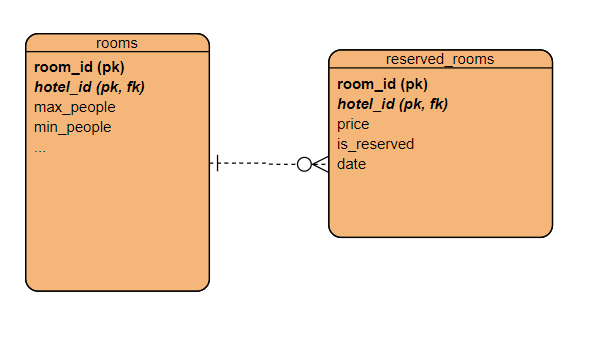 rooms
room_id (pk)
hotel_id (pk, fk)
max_people
min_people
...
reserved_rooms
room_id (pk)
hotel_id (pk, fk)
price
is_reserved
date